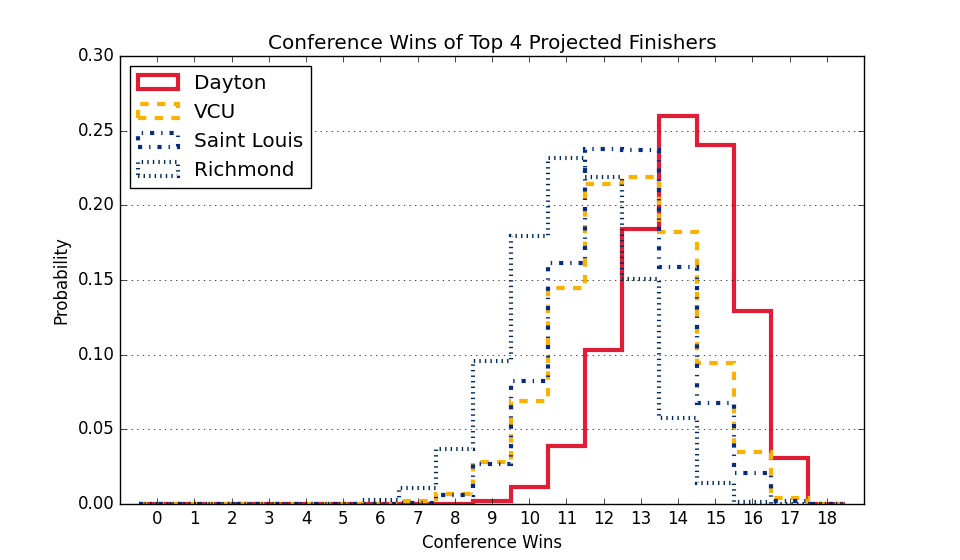 Conference Wins of Top 4 Projected Finishers
0.30
0.25
0.20
0.15
0.10
0.05
0.00
Probability
Dayton
VCU
Saint Louis
Richmond
0 1 2 3 4 5 6 7 8 9 10 11 12 13 14 15 16 17 18
Conference Wins